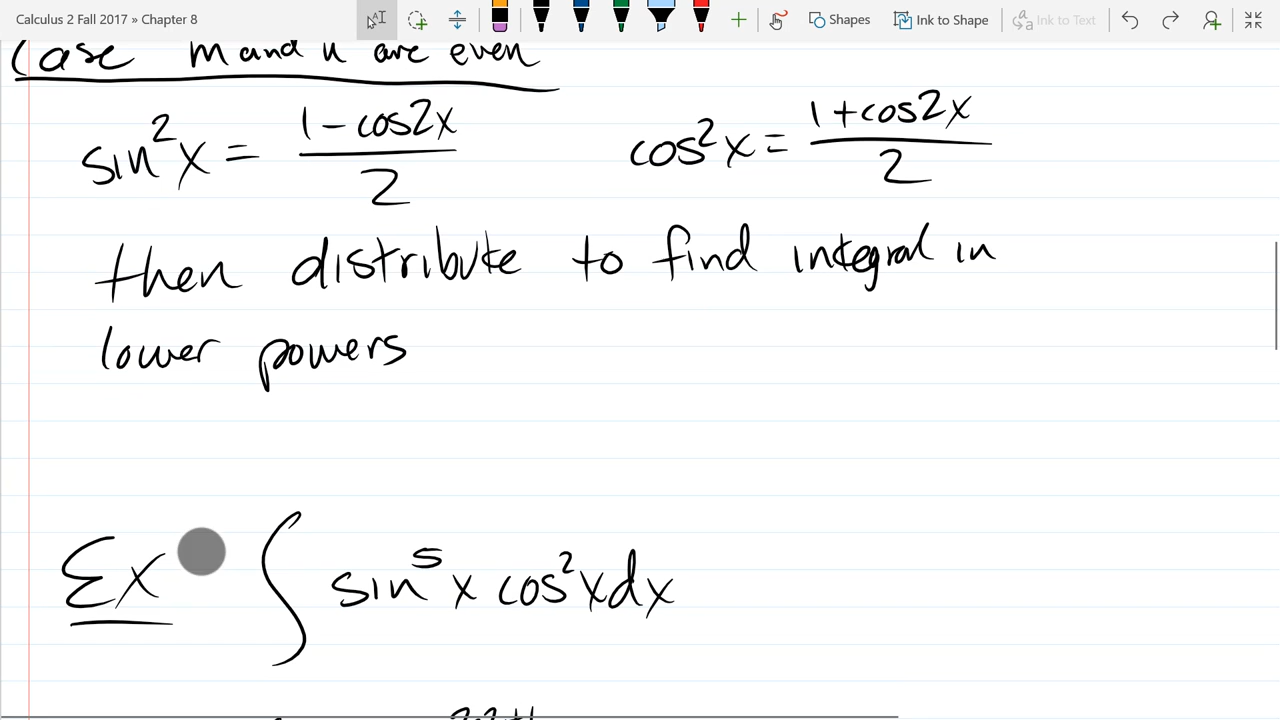 Calculus 2 Fall 2017 » Chapter 8
Shapes Ink to Shape Ink to Text
Case m and n are even
sin²x = (1 - cos2x)/2 cos²x = (1 + cos2x)/2
then distribute to find integral in
lower powers
Ex ∫ sin⁵x cos²x dx